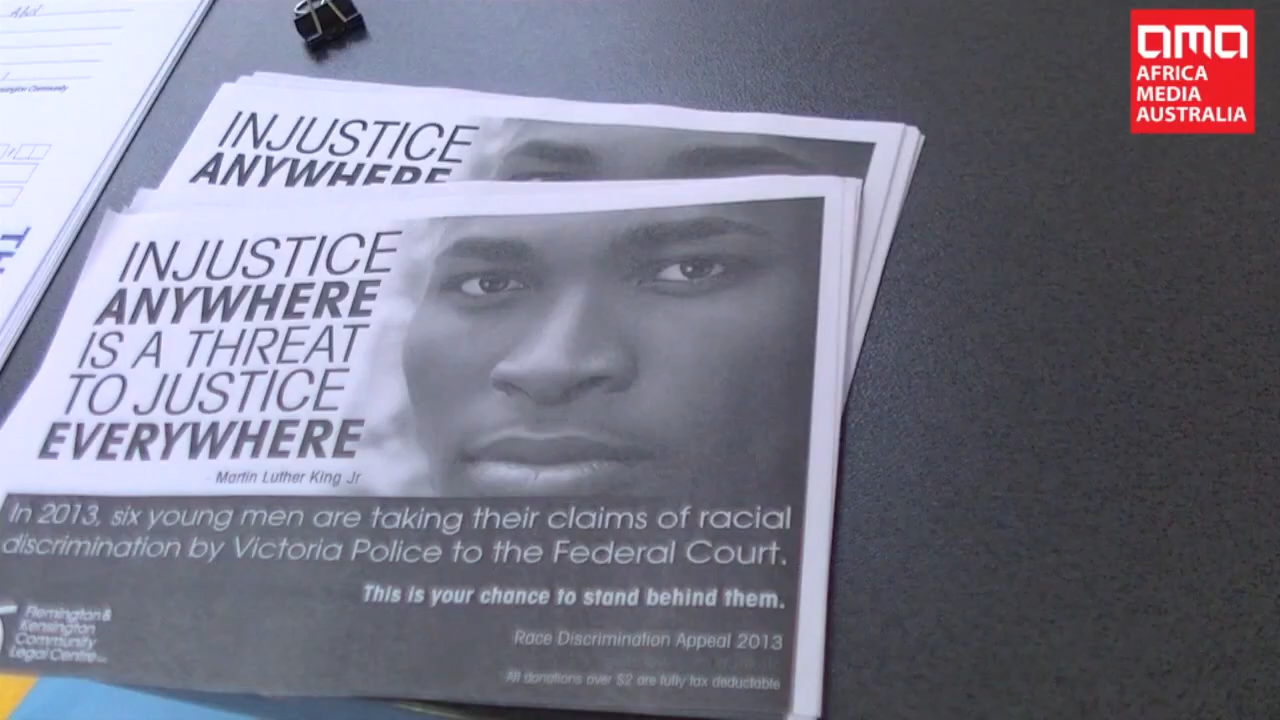 ama
AFRICA
MEDIA
AUSTRALIA
INJUSTICE
ANYWHERE
INJUSTICE
ANYWHERE
IS A THREAT
TO JUSTICE
EVERYWHERE
Martin Luther King Jr
In 2013, six young men are taking their claims of racial
discrimination by Victoria Police to the Federal Court.
This is your chance to stand behind them.
Race Discrimination Appeal 2013
All donations over $2 are fully tax deductable
Flemington &
Kensington
Community
Legal Centre